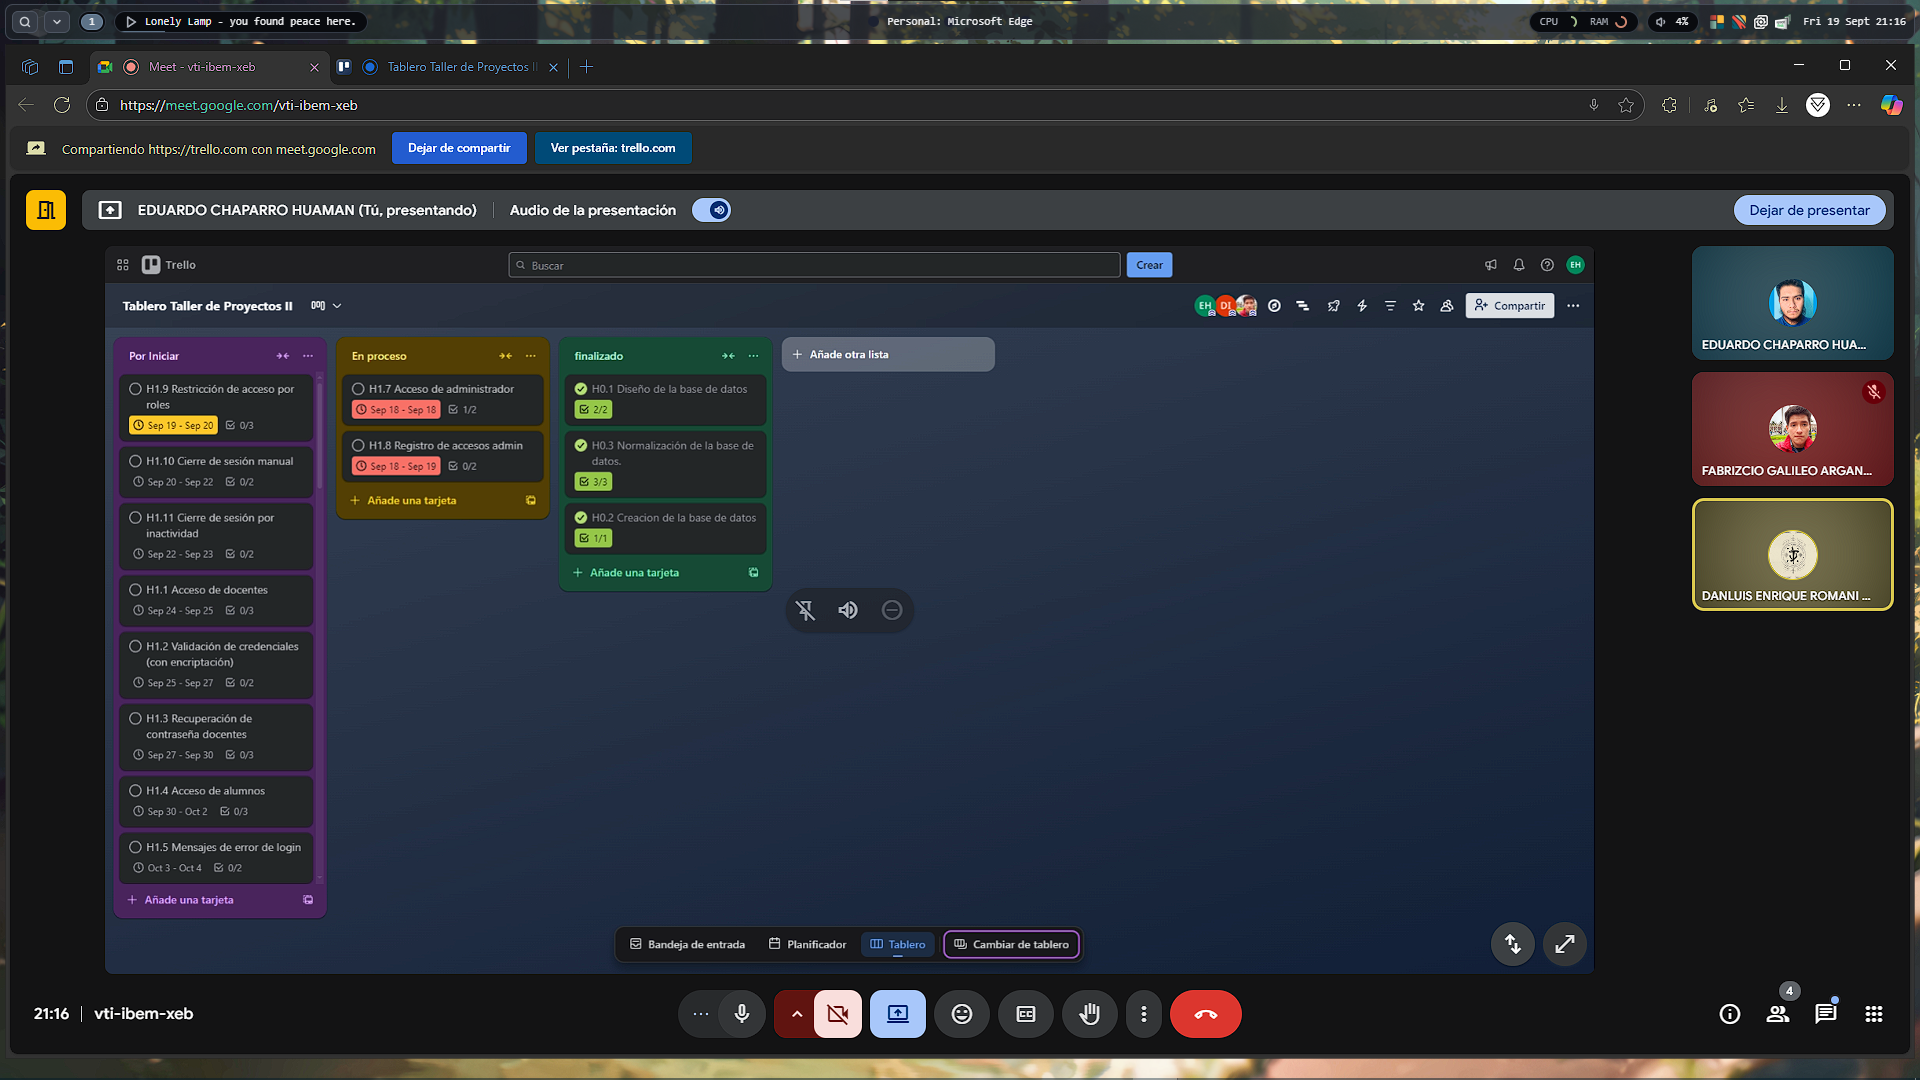 1
Lonely Lamp - you found peace here.
Personal: Microsoft Edge
CPU
RAM
4%
Fri 19 Sept 21:16
Meet - vti-ibem-xeb
Tablero Taller de Proyectos II
https://meet.google.com/vti-ibem-xeb
Compartiendo https://trello.com con meet.google.com
Dejar de compartir
Ver pestaña: trello.com
EDUARDO CHAPARRO HUAMAN (Tú, presentando)
Audio de la presentación
Dejar de presentar
Trello
Buscar
Crear
EH
Tablero Taller de Proyectos II
EH
DI
Compartir
Por Iniciar
H1.9 Restricción de acceso por
roles
Sep 19 - Sep 20
0/3
H1.10 Cierre de sesión manual
Sep 20 - Sep 22
0/2
H1.11 Cierre de sesión por
inactividad
Sep 22 - Sep 23
0/2
H1.1 Acceso de docentes
Sep 24 - Sep 25
0/3
H1.2 Validación de credenciales
(con encriptación)
Sep 25 - Sep 27
0/2
H1.3 Recuperación de
contraseña docentes
Sep 27 - Sep 30
0/3
H1.4 Acceso de alumnos
Sep 30 - Oct 2
0/3
H1.5 Mensajes de error de login
Oct 3 - Oct 4
0/2
Añade una tarjeta
En proceso
H1.7 Acceso de administrador
Sep 18 - Sep 18
1/2
H1.8 Registro de accesos admin
Sep 18 - Sep 19
0/2
Añade una tarjeta
finalizado
H0.1 Diseño de la base de datos
2/2
H0.3 Normalización de la base de
datos.
3/3
H0.2 Creacion de la base de datos
1/1
Añade una tarjeta
Añade otra lista
EDUARDO CHAPARRO HUA...
FABRIZCIO GALILEO ARGAN...
DANLUIS ENRIQUE ROMANI ...
Bandeja de entrada
Planificador
Tablero
Cambiar de tablero
21:16
vti-ibem-xeb
CC
4